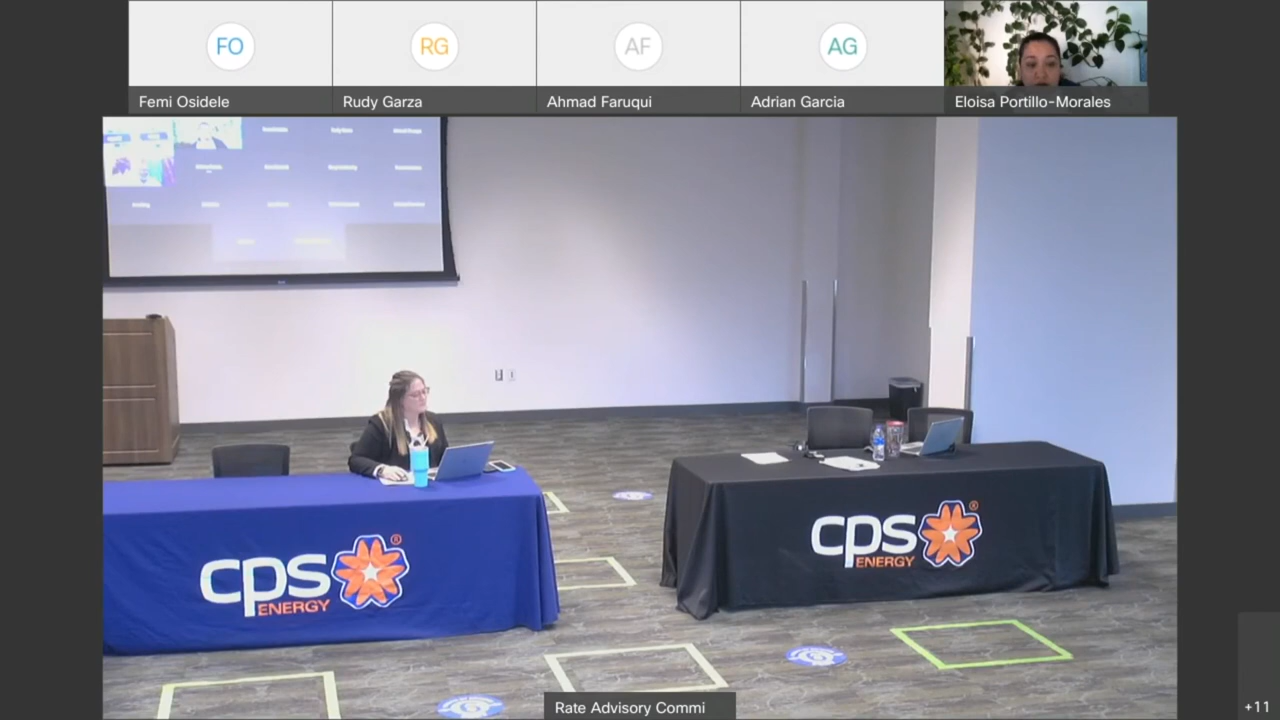 FO
RG
AF
AG
Femi Osidele
Rudy Garza
Ahmad Faruqui
Adrian Garcia
Eloisa Portillo-Morales
cps
ENERGY
®
cps
ENERGY
®
Rate Advisory Commi
+11